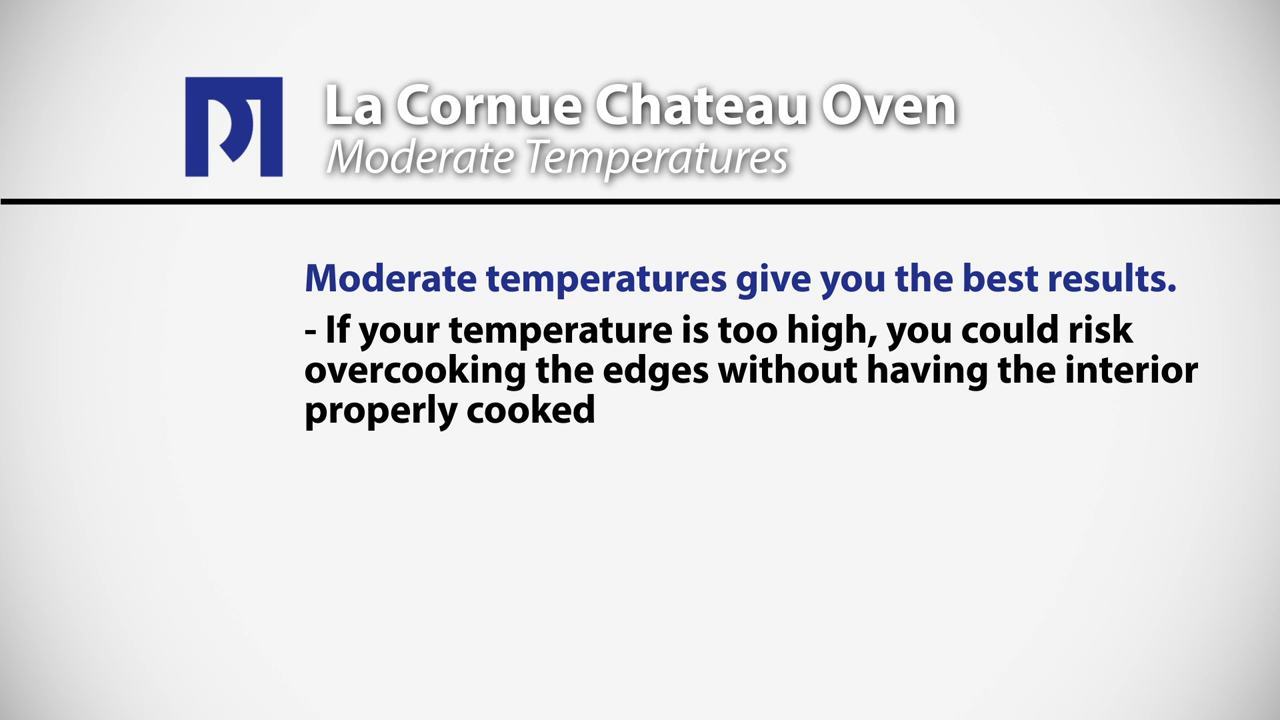 La Cornue Chateau Oven
Moderate Temperatures
Moderate temperatures give you the best results.
- If your temperature is too high, you could risk
overcooking the edges without having the interior
properly cooked